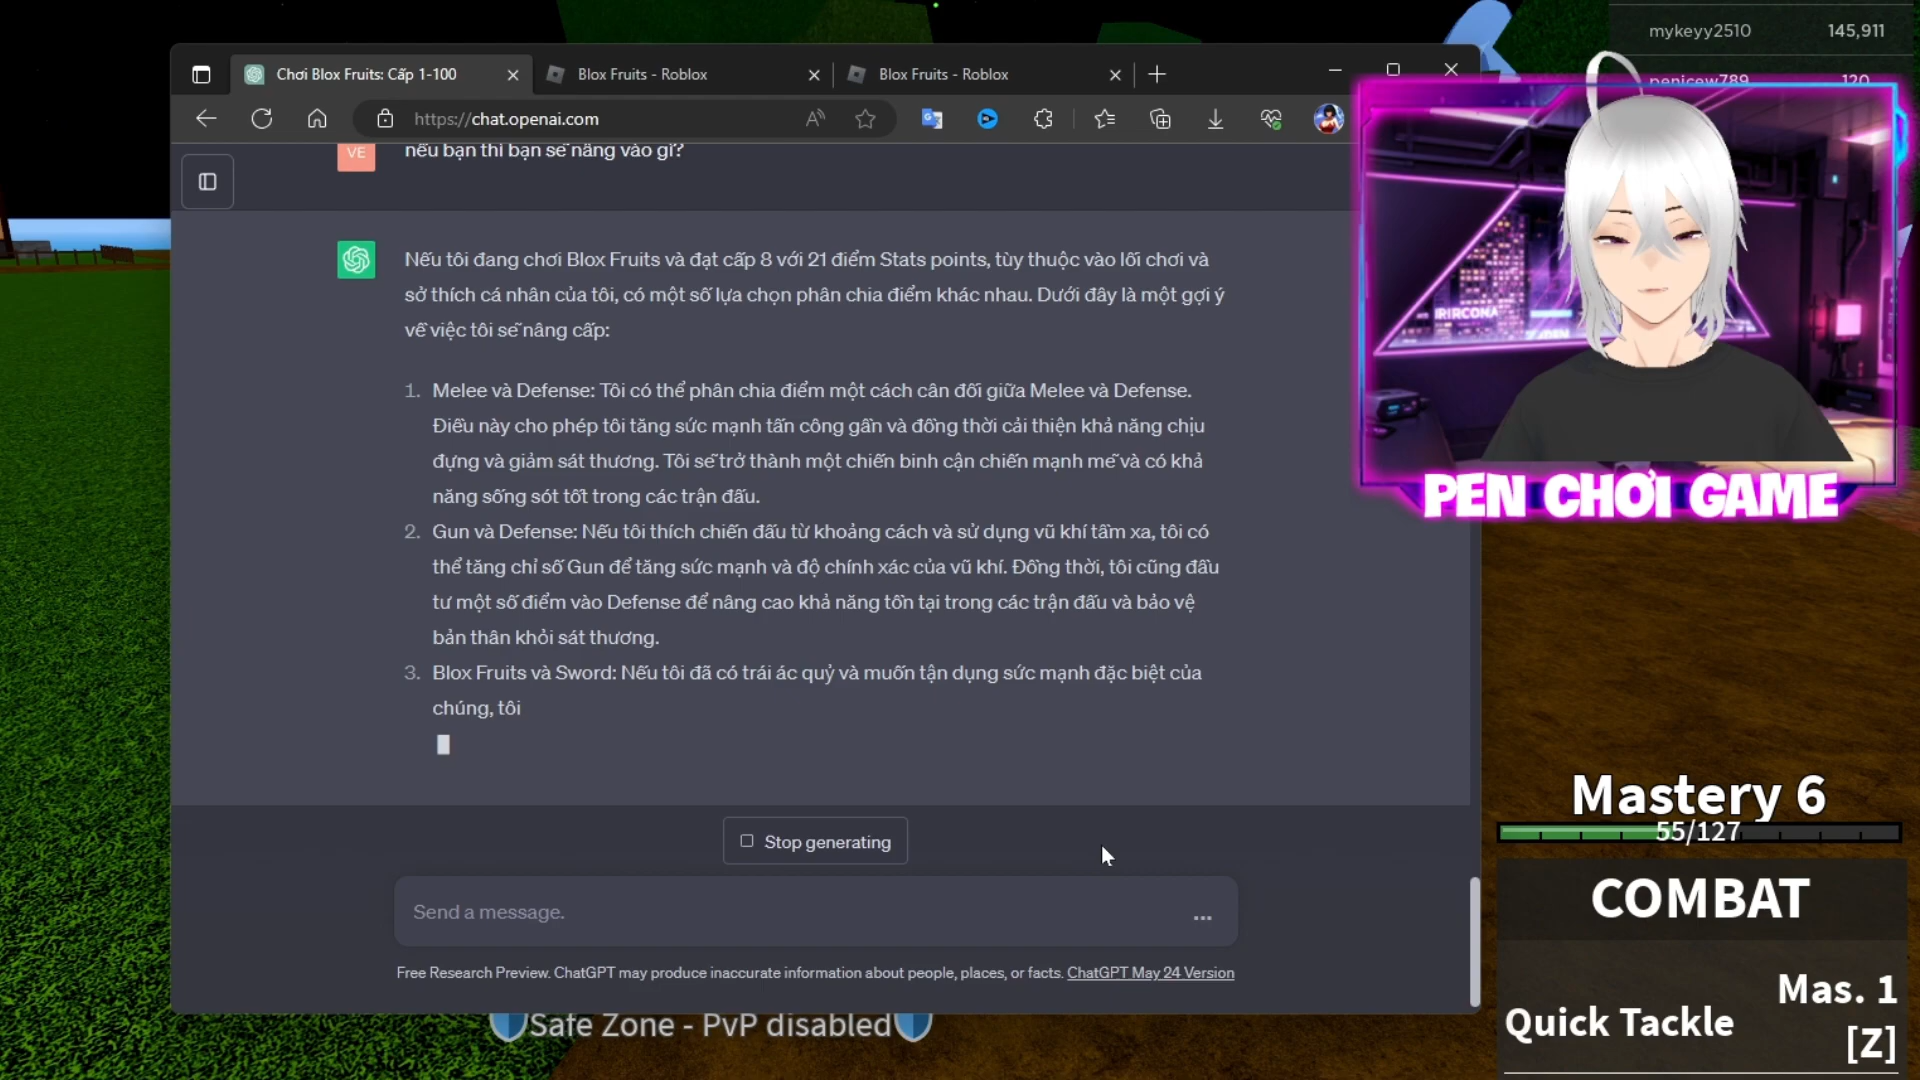 mykeyy2510 145,911
penicew789 120
Chơi Blox Fruits: Cấp 1-100
Blox Fruits - Roblox
Blox Fruits - Roblox
https://chat.openai.com
VE
nếu bạn thì bạn sẽ nâng vào gì?
Nếu tôi đang chơi Blox Fruits và đạt cấp 8 với 21 điểm Stats points, tùy thuộc vào lối chơi và
sở thích cá nhân của tôi, có một số lựa chọn phân chia điểm khác nhau. Dưới đây là một gợi ý
về việc tôi sẽ nâng cấp:
1. Melee và Defense: Tôi có thể phân chia điểm một cách cân đối giữa Melee và Defense.
Điều này cho phép tôi tăng sức mạnh tấn công gần và đồng thời cải thiện khả năng chịu
đựng và giảm sát thương. Tôi sẽ trở thành một chiến binh cận chiến mạnh mẽ và có khả
năng sống sót tốt trong các trận đấu.
2. Gun và Defense: Nếu tôi thích chiến đấu từ khoảng cách và sử dụng vũ khí tầm xa, tôi có
thể tăng chỉ số Gun để tăng sức mạnh và độ chính xác của vũ khí. Đồng thời, tôi cũng đầu
tư một số điểm vào Defense để nâng cao khả năng tồn tại trong các trận đấu và bảo vệ
bản thân khỏi sát thương.
3. Blox Fruits và Sword: Nếu tôi đã có trái ác quỷ và muốn tận dụng sức mạnh đặc biệt của
chúng, tôi
Stop generating
Send a message.
Free Research Preview. ChatGPT may produce inaccurate information about people, places, or facts. ChatGPT May 24 Version
PEN CHƠI GAME
Mastery 6
55/127
COMBAT
Mas. 1
Quick Tackle
[Z]
Safe Zone - PvP disabled